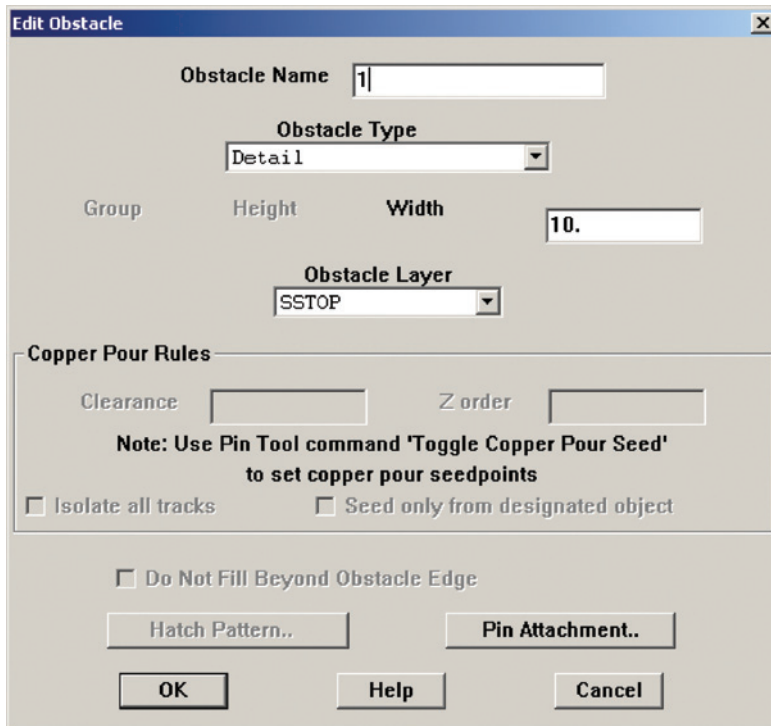 Edit Obstacle
Obstacle Name 1
Obstacle Type
Detail
Group Height Width 10.
Obstacle Layer
SSTOP
Copper Pour Rules
Clearance Z order
Note: Use Pin Tool command 'Toggle Copper Pour Seed'
to set copper pour seedpoints
Isolate all tracks Seed only from designated object
Do Not Fill Beyond Obstacle Edge
Hatch Pattern.. Pin Attachment..
OK Help Cancel